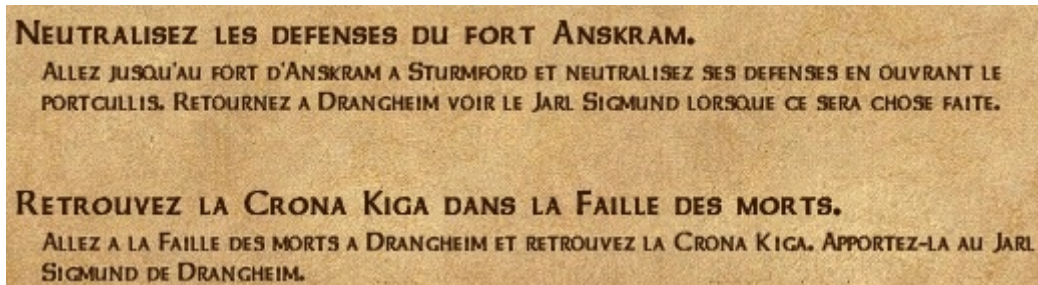 Neutralisez les defenses du fort Anskram.
Allez jusqu'au fort d'Anskram a Sturmford et neutralisez ses defenses en ouvrant le
portcullis. Retournez a Drangheim voir le Jarl Sigmund lorsque ce sera chose faite.
Retrouvez la Crona Kiga dans la Faille des morts.
Allez a la Faille des morts a Drangheim et retrouvez la Crona Kiga. Apportez-la au Jarl
Sigmund de Drangheim.